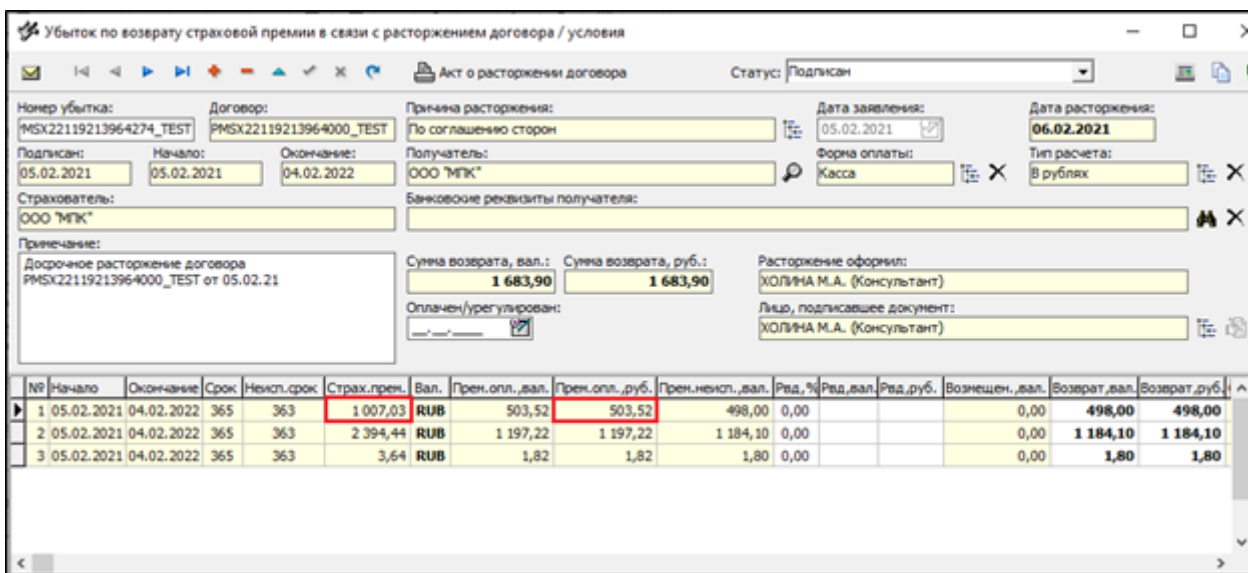 Убыток по возврату страховой премии в связи с расторжением договора / условия
Акт о расторжении договора Статус: Подписан
Номер убытка: Договор: Причина расторжения: Дата заявления: Дата расторжения:
MSX22119213964274_TEST PMSX22119213964000_TEST По соглашению сторон 05.02.2021 06.02.2021
Подписан: Начало: Окончание: Получатель: Форма оплаты: Тип расчета:
05.02.2021 05.02.2021 04.02.2022 ООО "МПК" Касса В рублях
Страхователь: Банковские реквизиты получателя:
ООО "МПК"
Примечание:
Досрочное расторжение договора
PMSX22119213964000_TEST от 05.02.21
Сумма возврата, вал.: Сумма возврата, руб.: Расторжение оформил:
1 683,90 1 683,90 ХОЛИНА М.А. (Консультант)
Оплачен/урегулирован: Лицо, подписавшее документ:
__.__.____ ХОЛИНА М.А. (Консультант)
№ Начало Окончание Срок Неисп.срок Страх.прем. Вал. Прем.опл.,вал. Прем.опл.,руб. Прем.неисп.,вал. Рвд,% Рвд,вал. Рвд,руб. Возмещен.,вал. Возврат,вал. Возврат,руб.
1 05.02.2021 04.02.2022 365 363 1 007,03 RUB 503,52 503,52 498,00 0,00 0,00 498,00 498,00
2 05.02.2021 04.02.2022 365 363 2 394,44 RUB 1 197,22 1 197,22 1 184,10 0,00 0,00 1 184,10 1 184,10
3 05.02.2021 04.02.2022 365 363 3,64 RUB 1,82 1,82 1,80 0,00 0,00 1,80 1,80